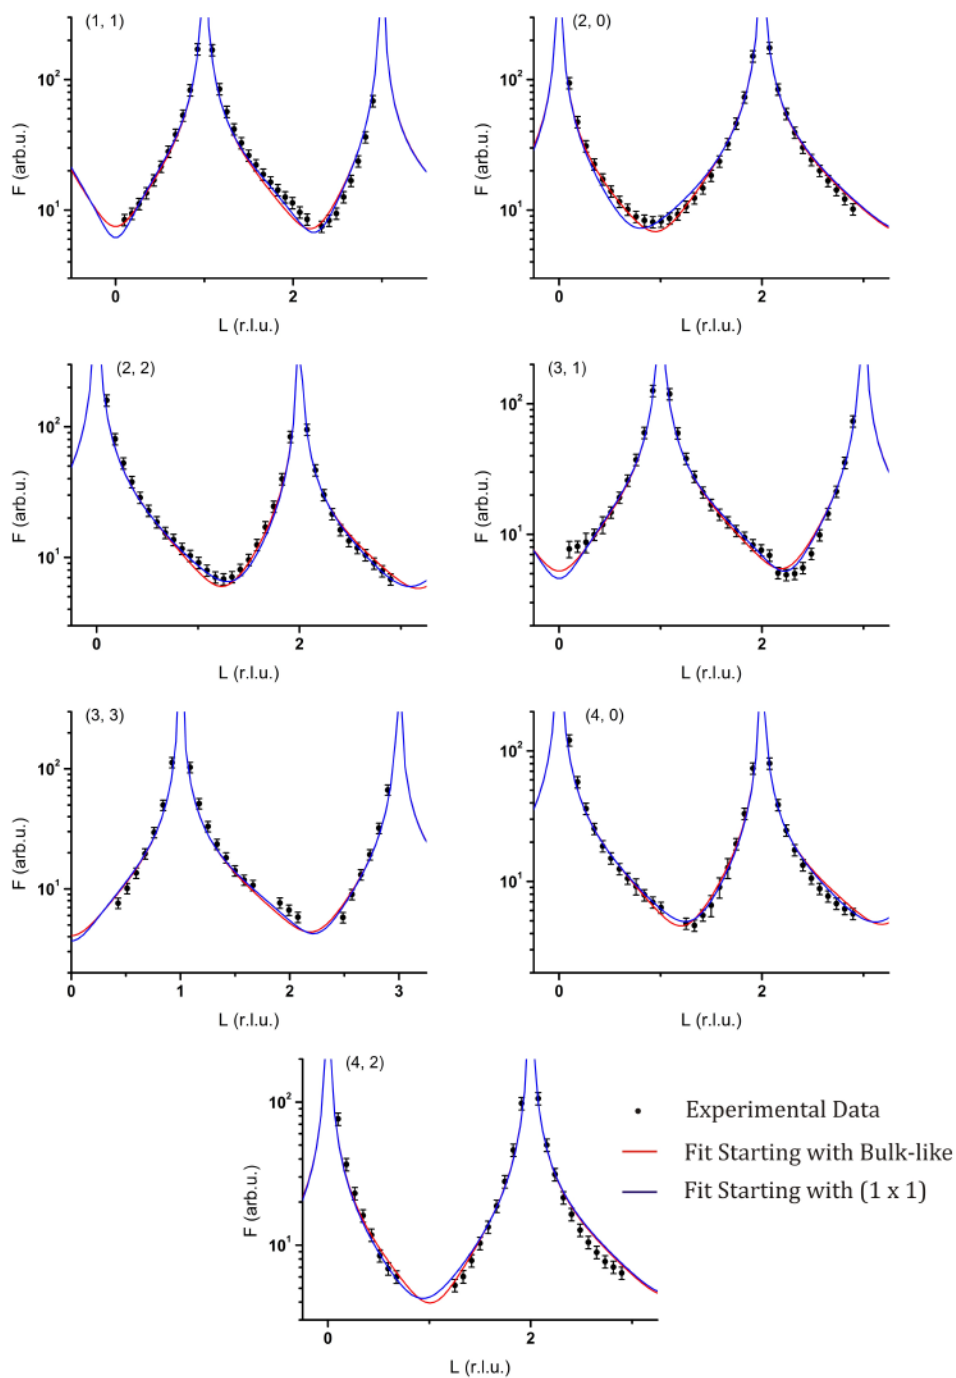 (1, 1)
F (arb.u.)
10²
10¹
0
2
L (r.l.u.)
(2, 0)
F (arb.u.)
10²
10¹
0
2
L (r.l.u.)
(2, 2)
F (arb.u.)
10²
10¹
0
2
L (r.l.u.)
(3, 1)
F (arb.u.)
10²
10¹
0
2
L (r.l.u.)
(3, 3)
F (arb.u.)
10²
10¹
0
1
2
3
L (r.l.u.)
(4, 0)
F (arb.u.)
10²
10¹
0
2
L (r.l.u.)
(4, 2)
F (arb.u.)
10²
10¹
0
2
L (r.l.u.)
Experimental Data
Fit Starting with Bulk-like
Fit Starting with (1 x 1)